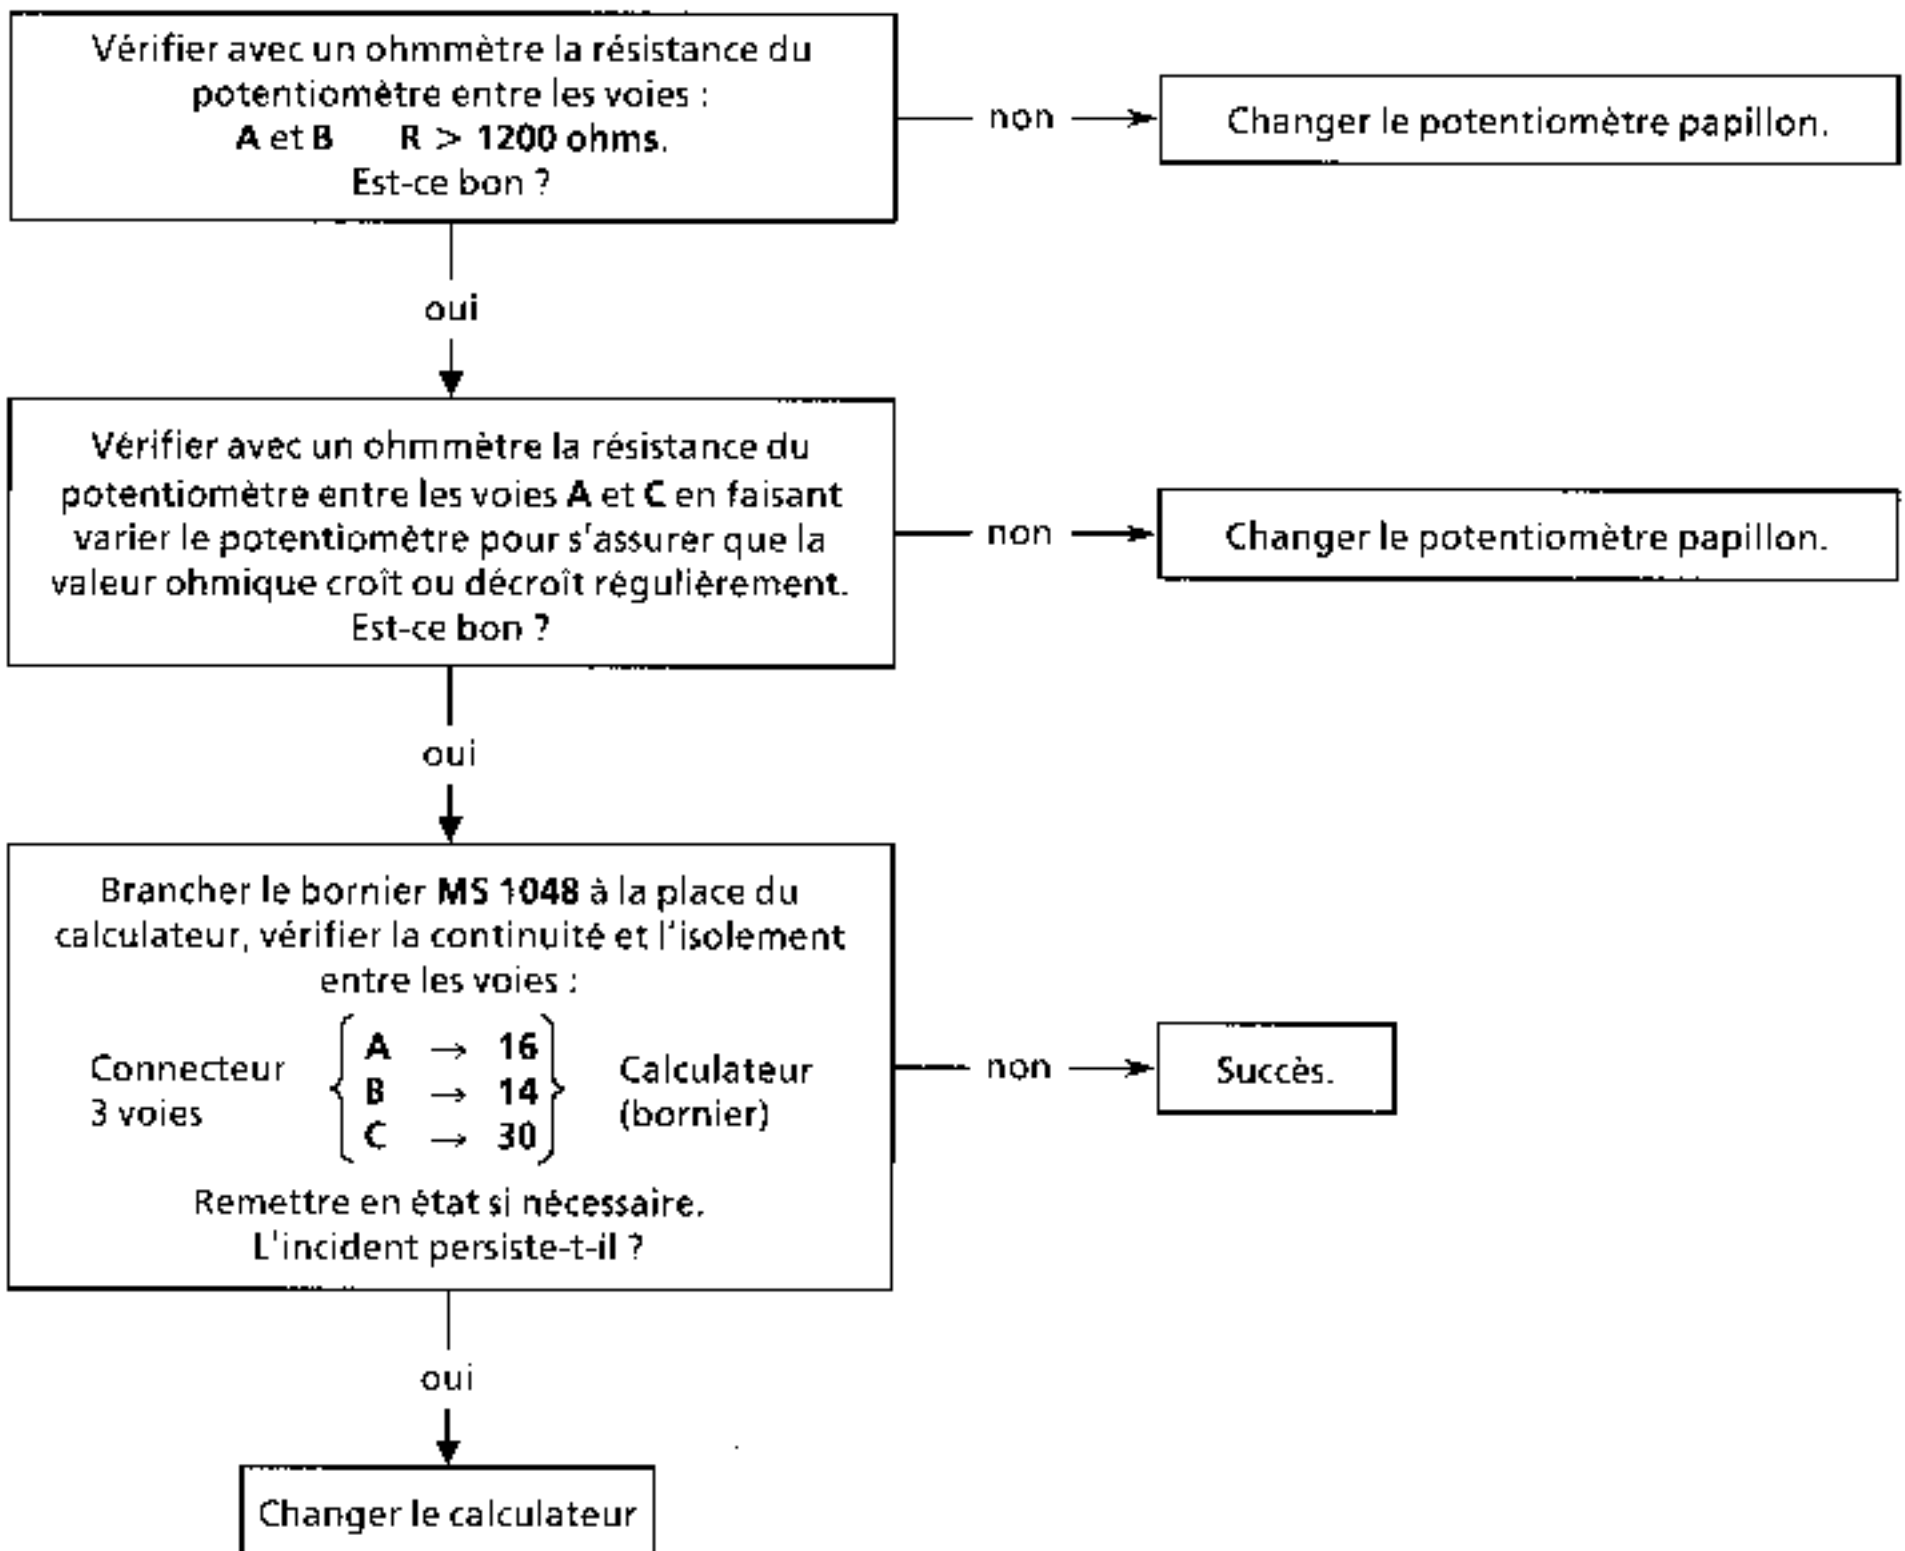 Vérifier avec un ohmmètre la résistance du
potentiomètre entre les voies :
A et B R > 1200 ohms.
Est-ce bon ?
non
Changer le potentiomètre papillon.
oui
Vérifier avec un ohmmètre la résistance du
potentiomètre entre les voies A et C en faisant
varier le potentiomètre pour s'assurer que la
valeur ohmique croît ou décroît régulièrement.
Est-ce bon ?
non
Changer le potentiomètre papillon.
oui
Brancher le bornier MS 1048 à la place du
calculateur, vérifier la continuité et l'isolement
entre les voies :
Connecteur
3 voies
A → 16
B → 14
C → 30
Calculateur
(bornier)
Remettre en état si nécessaire.
L'incident persiste-t-il ?
non
Succès.
oui
Changer le calculateur